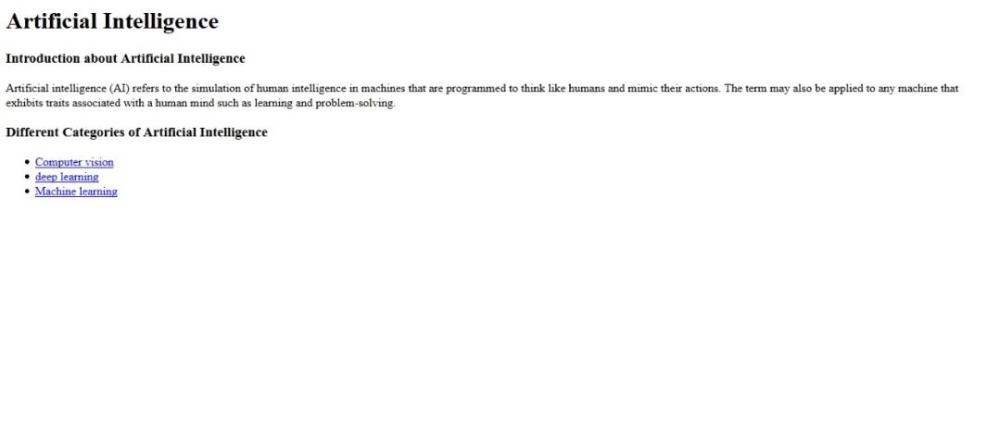 Artificial Intelligence
Introduction about Artificial Intelligence
Artificial intelligence (AI) refers to the simulation of human intelligence in machines that are programmed to think like humans and mimic their actions. The term may also be applied to any machine that
exhibits traits associated with a human mind such as learning and problem-solving.
Different Categories of Artificial Intelligence
Computer vision
deep learning
Machine learning